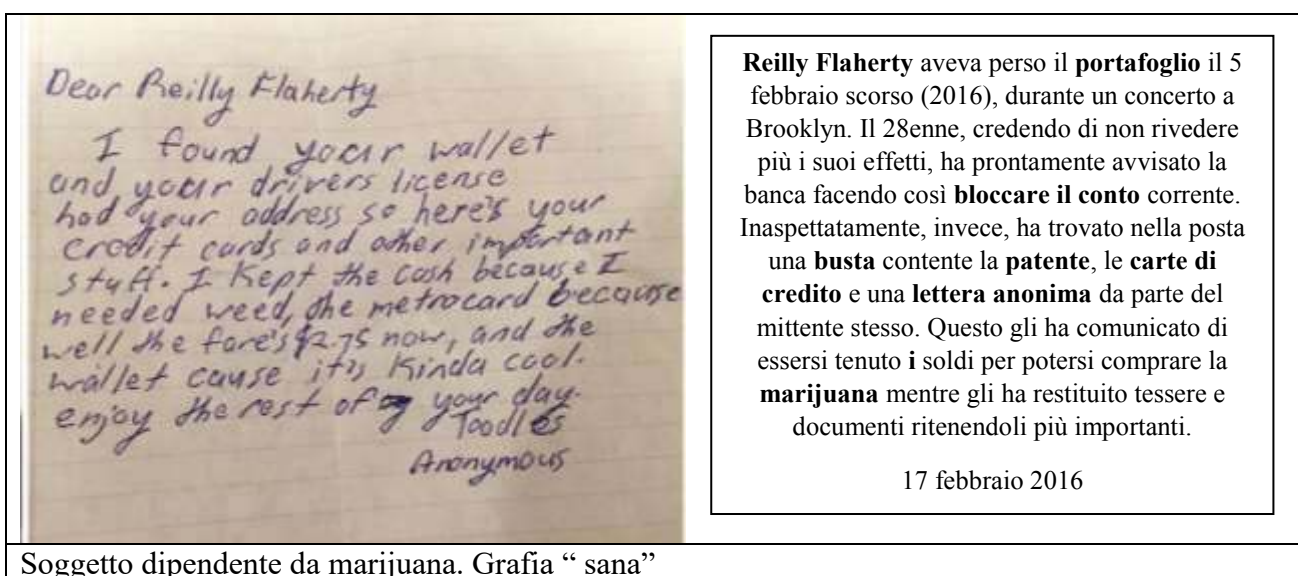 Dear Reilly Flaherty
I found your wallet
and your drivers license
had your address so here's your
credit cards and other important
stuff. I kept the cash because I
needed weed, the metrocard because
well the fare's $2.75 now, and the
wallet cause it's kinda cool.
enjoy the rest of your day.
Toodles
Anonymous
Reilly Flaherty aveva perso il portafoglio il 5
febbraio scorso (2016), durante un concerto a
Brooklyn. Il 28enne, credendo di non rivedere
più i suoi effetti, ha prontamente avvisato la
banca facendo così bloccare il conto corrente.
Inaspettatamente, invece, ha trovato nella posta
una busta contente la patente, le carte di
credito e una lettera anonima da parte del
mittente stesso. Questo gli ha comunicato di
essersi tenuto i soldi per potersi comprare la
marijuana mentre gli ha restituito tessere e
documenti ritenendoli più importanti.
17 febbraio 2016
Soggetto dipendente da marijuana. Grafia “ sana”